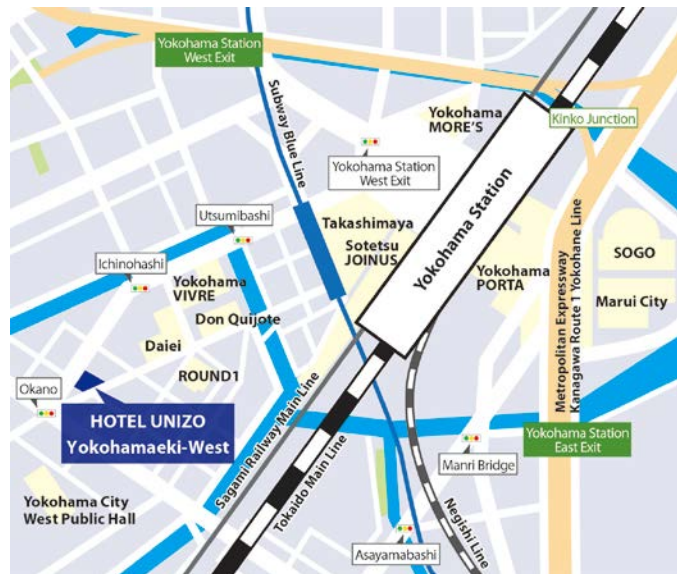 Yokohama Station
West Exit
Subway Blue Line
Yokohama
MORE'S
Kinko Junction
Yokohama Station
West Exit
Yokohama Station
Utsumibashi
Takashimaya
Sotetsu
JOINUS
Ichinohashi
Yokohama
VIVRE
Don Quijote
Yokohama
PORTA
Metropolitan Expressway
Kanagawa Route 1 Yokohane Line
SOGO
Marui City
Daiei
ROUND1
Okano
HOTEL UNIZO
Yokohamaeki-West
Sagami Railway Main Line
Tokaido Main Line
Yokohama Station
East Exit
Manri Bridge
Negishi Line
Yokohama City
West Public Hall
Asayamabashi